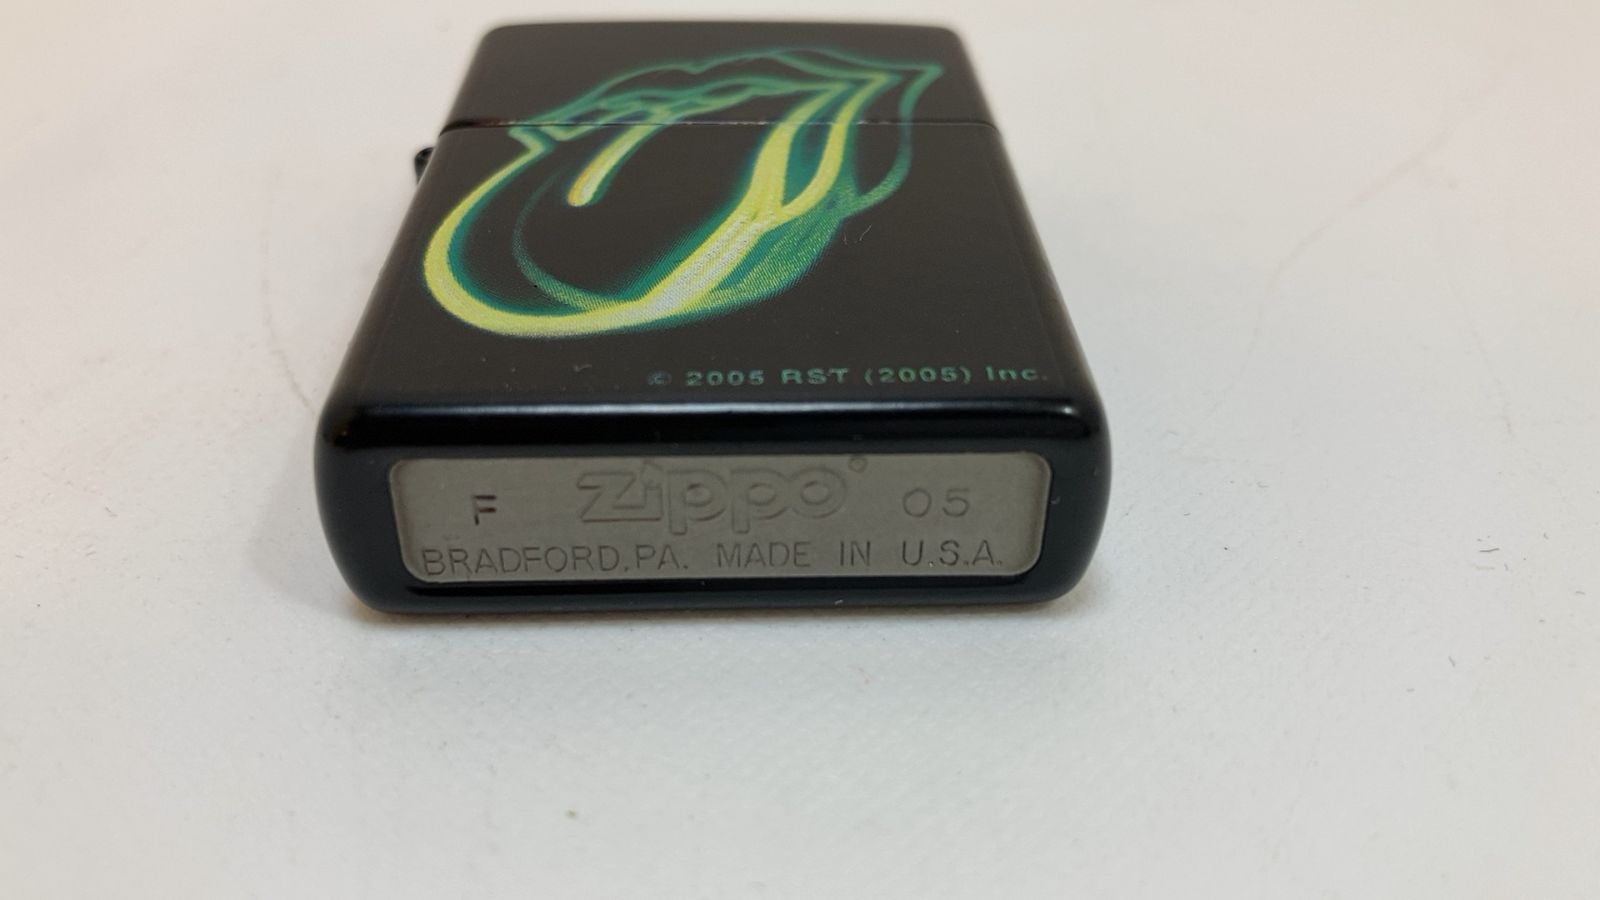 © 2005 RST (2005) Inc.
F Zippo® 05
BRADFORD,PA. MADE IN U.S.A.